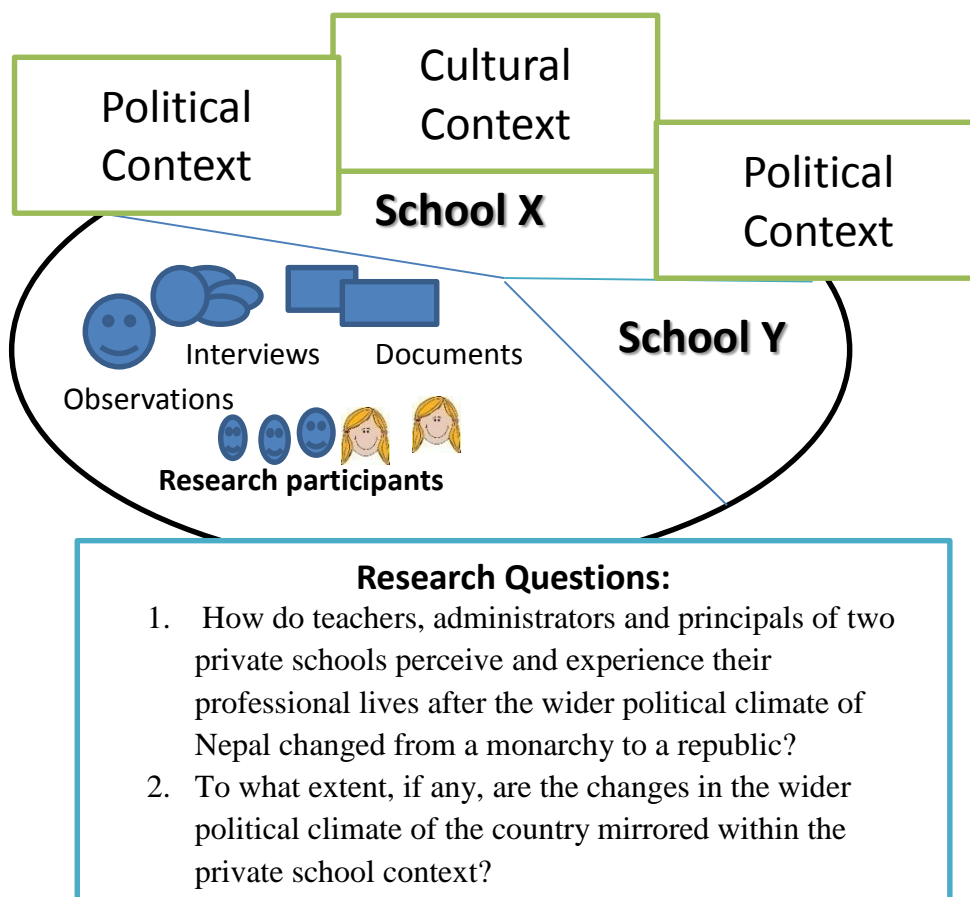 Political
Context
Cultural
Context
Political
Context
School X
School Y
Interviews
Documents
Observations
Research participants
Research Questions:
1. How do teachers, administrators and principals of two
private schools perceive and experience their
professional lives after the wider political climate of
Nepal changed from a monarchy to a republic?
2. To what extent, if any, are the changes in the wider
political climate of the country mirrored within the
private school context?